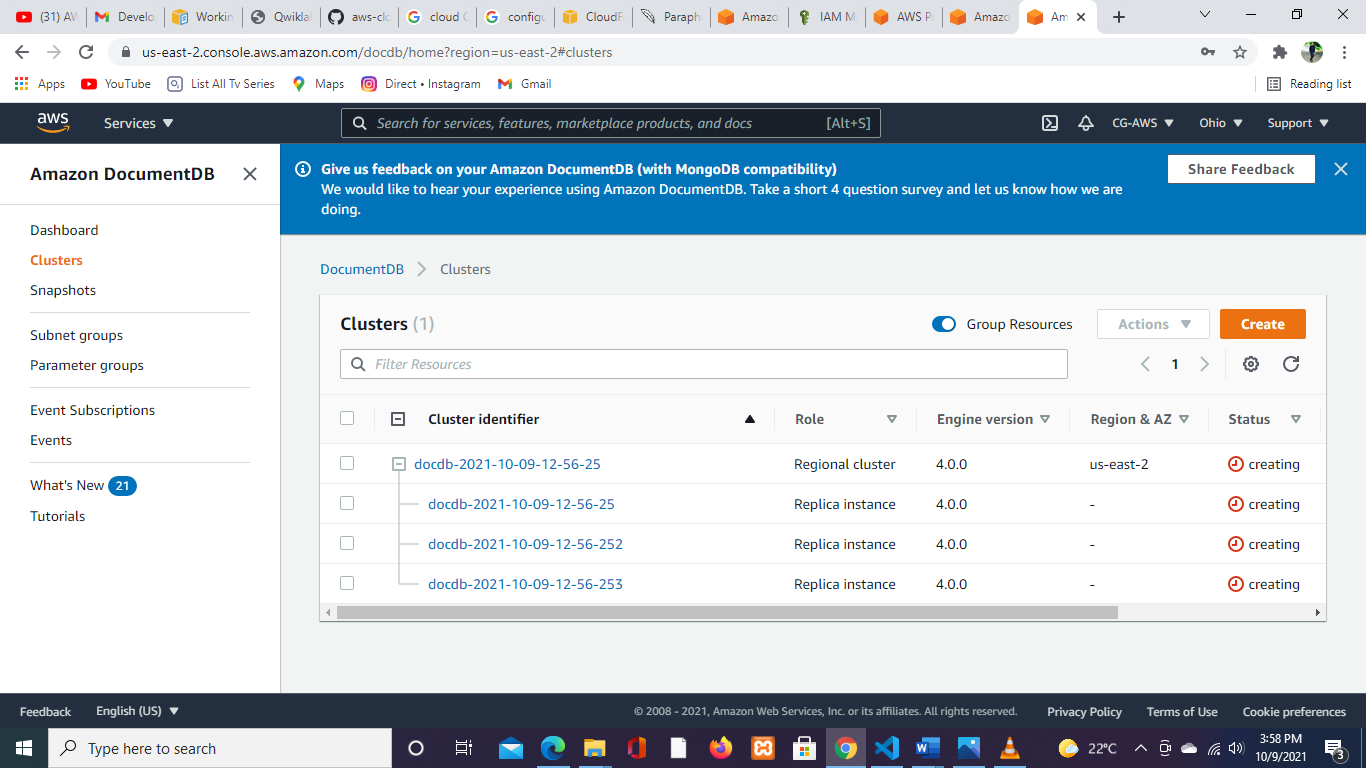 (31) AW
Develo
Workin
Qwikla
aws-clo
cloud C
configu
CloudF
Paraph
Amazo
IAM M
AWS Pr
Amazo
Am
us-east-2.console.aws.amazon.com/docdb/home?region=us-east-2#clusters
Apps
YouTube
List All Tv Series
Maps
Direct • Instagram
Gmail
Reading list
aws
Services
Search for services, features, marketplace products, and docs
[Alt+S]
CG-AWS
Ohio
Support
Amazon DocumentDB
Dashboard
Clusters
Snapshots
Subnet groups
Parameter groups
Event Subscriptions
Events
What's New 21
Tutorials
Give us feedback on your Amazon DocumentDB (with MongoDB compatibility)
We would like to hear your experience using Amazon DocumentDB. Take a short 4 question survey and let us know how we are
doing.
Share Feedback
DocumentDB
Clusters
Clusters (1)
Group Resources
Actions
Create
Filter Resources
1
Cluster identifier Role Engine version Region & AZ Status
docdb-2021-10-09-12-56-25 Regional cluster 4.0.0 us-east-2 creating
docdb-2021-10-09-12-56-25 Replica instance 4.0.0 - creating
docdb-2021-10-09-12-56-252 Replica instance 4.0.0 - creating
docdb-2021-10-09-12-56-253 Replica instance 4.0.0 - creating
Feedback
English (US)
© 2008 - 2021, Amazon Web Services, Inc. or its affiliates. All rights reserved.
Privacy Policy
Terms of Use
Cookie preferences
Type here to search
22°C
3:58 PM
10/9/2021
3